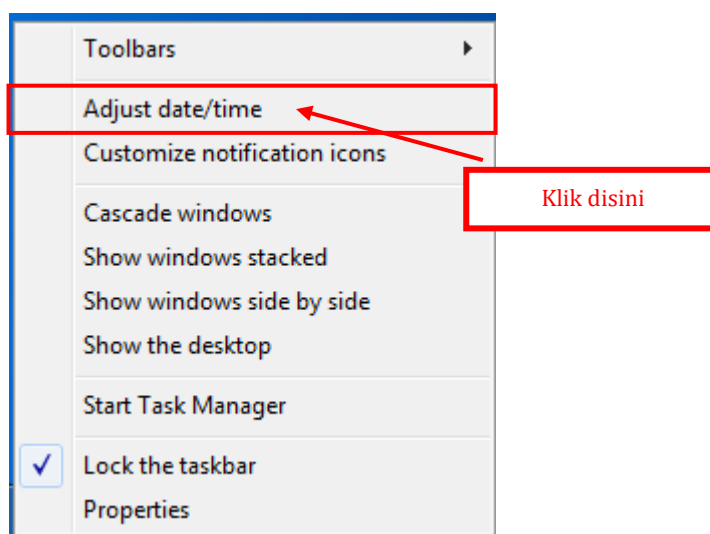 Toolbars
Adjust date/time
Customize notification icons
Klik disini
Cascade windows
Show windows stacked
Show windows side by side
Show the desktop
Start Task Manager
Lock the taskbar
Properties